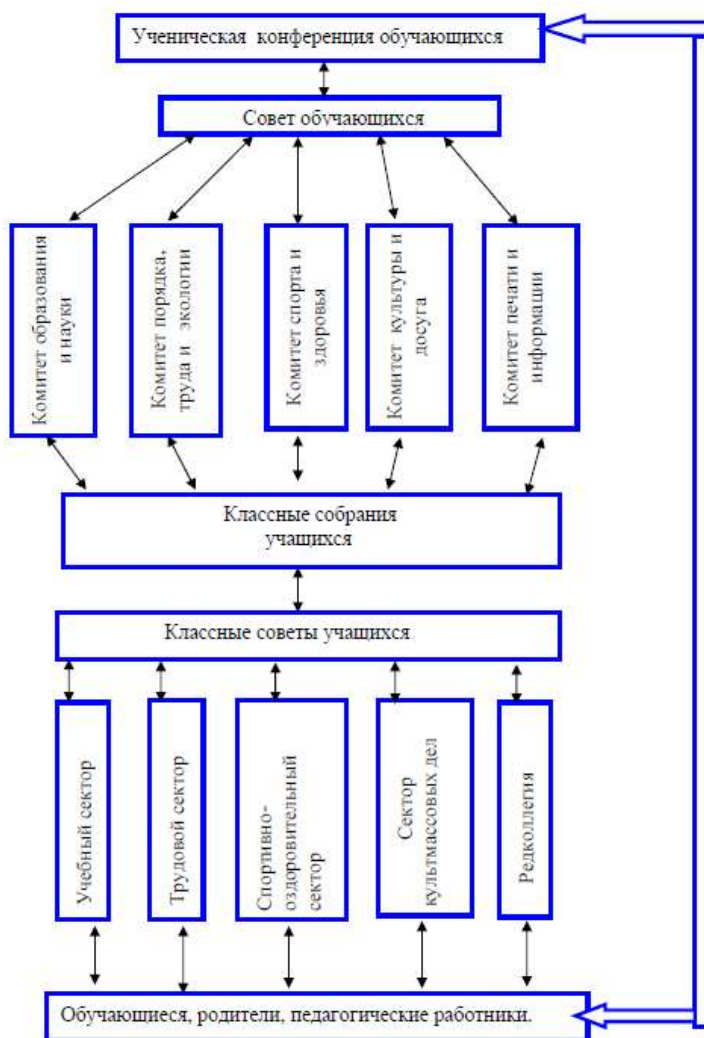 Ученическая конференция обучающихся
Совет обучающихся
Комитет образования
и науки
Комитет порядка,
труда и экологии
Комитет спорта и
здоровья
Комитет культуры и
досуга
Комитет печати и
информации
Классные собрания
учащихся
Классные советы учащихся
Учебный сектор
Трудовой сектор
Спортивно-
оздоровительный
сектор
Сектор
культмассовых дел
Редколлегия
Обучающиеся, родители, педагогические работники.